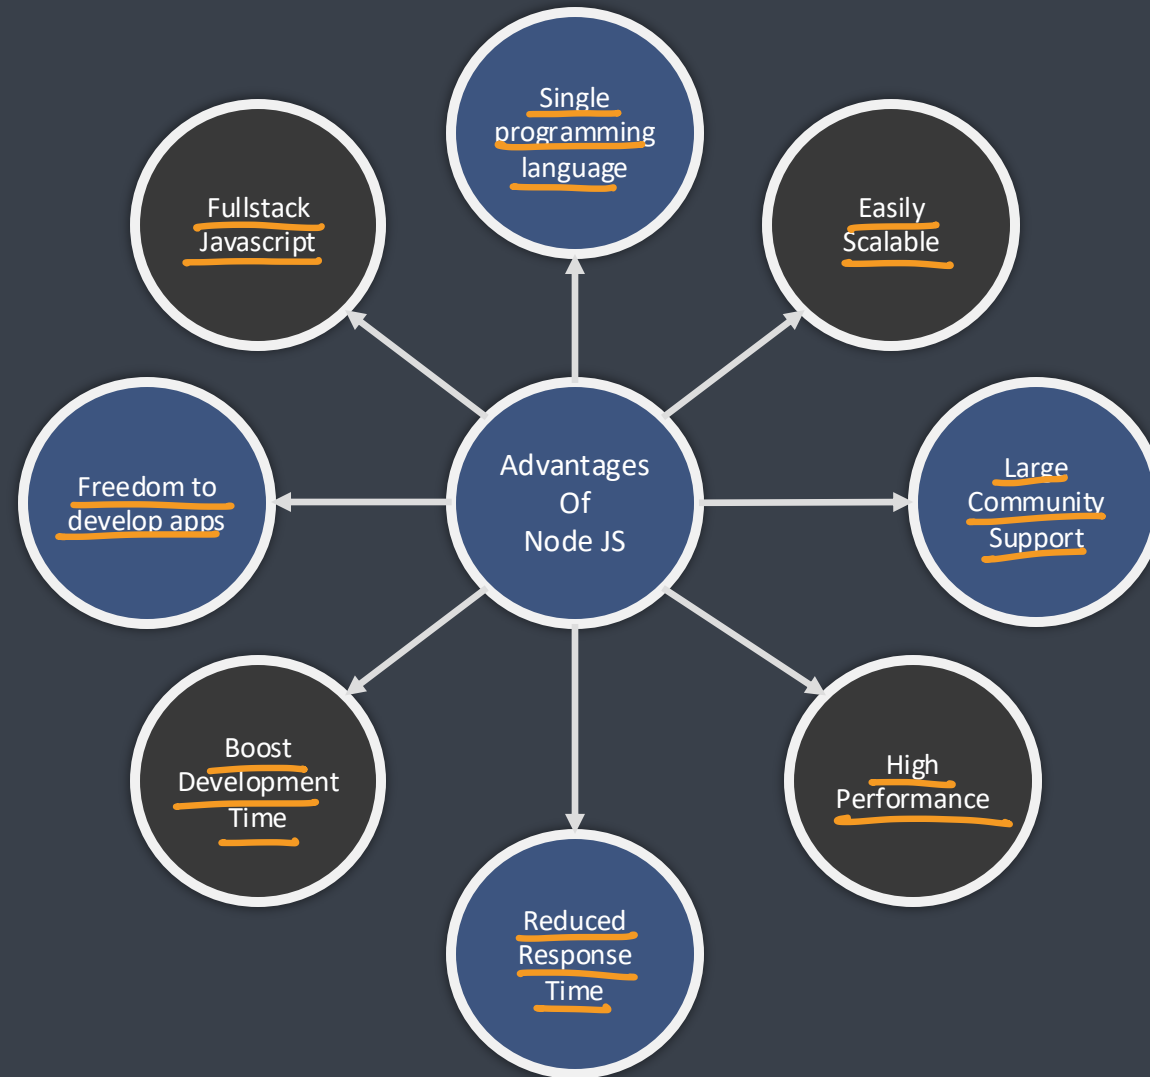 Single
programming
language
Fullstack
Javascript
Easily
Scalable
Freedom to
develop apps
Advantages
Of
Node JS
Large
Community
Support
Boost
Development
Time
High
Performance
Reduced
Response
Time